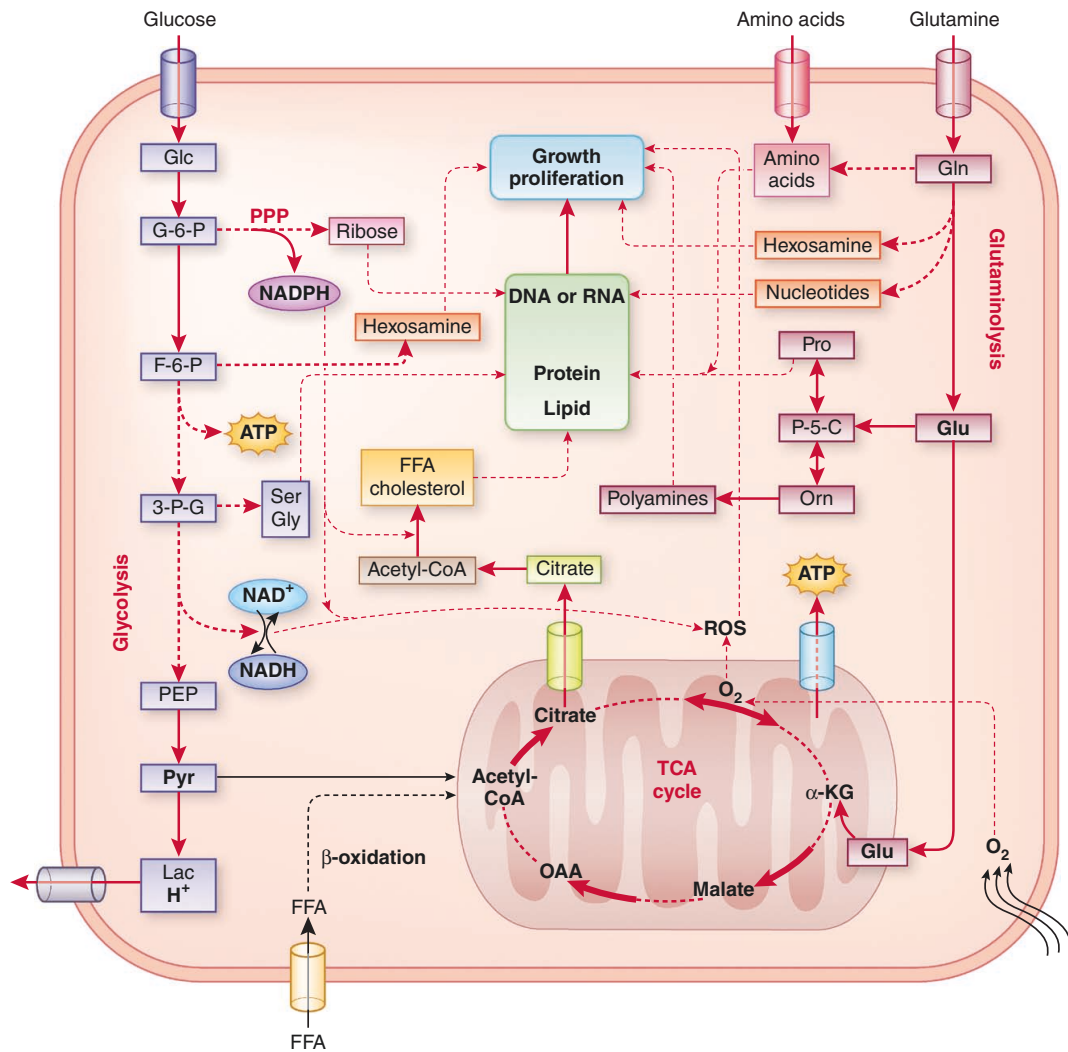 Glucose
Amino acids
Glutamine
Glc
Growth
proliferation
Amino
acids
Gln
G-6-P
PPP
Ribose
NADPH
Hexosamine
Nucleotides
DNA or RNA
Protein
Lipid
Hexosamine
F-6-P
ATP
Pro
P-5-C
Glu
Orn
Polyamines
Glutaminolysis
FFA
cholesterol
3-P-G
Ser
Gly
Acetyl-CoA
Citrate
ATP
Glycolysis
NAD+
NADH
ROS
PEP
O2
Citrate
Pyr
Acetyl-
CoA
TCA
cycle
α-KG
Glu
O2
OAA
Malate
β-oxidation
Lac
H+
FFA
FFA